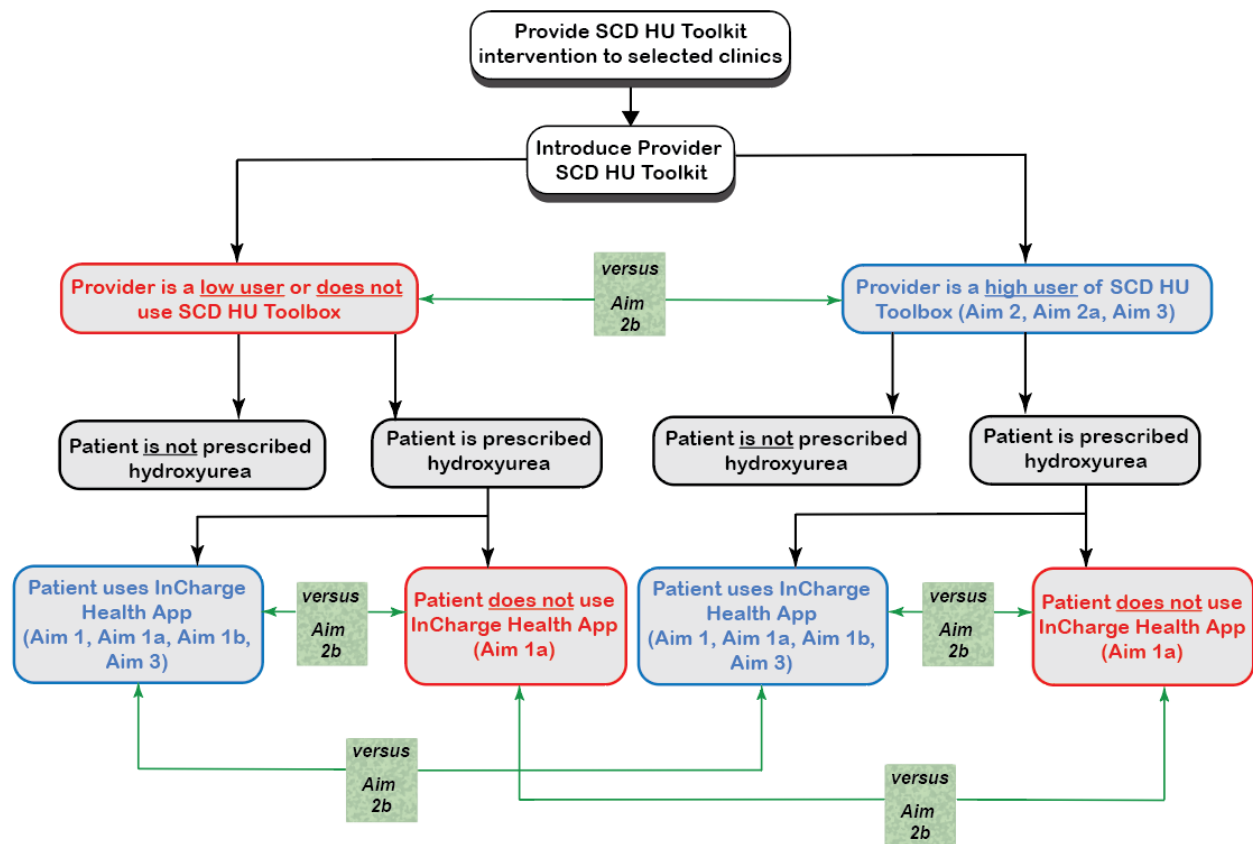 Provide SCD HU Toolkit
intervention to selected clinics
Introduce Provider
SCD HU Toolkit
Provider is a low user or does not
use SCD HU Toolbox
versus
Aim
2b
Provider is a high user of SCD HU
Toolbox (Aim 2, Aim 2a, Aim 3)
Patient is not prescribed
hydroxyurea
Patient is prescribed
hydroxyurea
Patient is not prescribed
hydroxyurea
Patient is prescribed
hydroxyurea
Patient uses InCharge
Health App
(Aim 1, Aim 1a, Aim 1b,
Aim 3)
versus
Aim
2b
Patient does not use
InCharge Health App
(Aim 1a)
Patient uses InCharge
Health App
(Aim 1, Aim 1a, Aim 1b,
Aim 3)
versus
Aim
2b
Patient does not use
InCharge Health App
(Aim 1a)
versus
Aim
2b
versus
Aim
2b